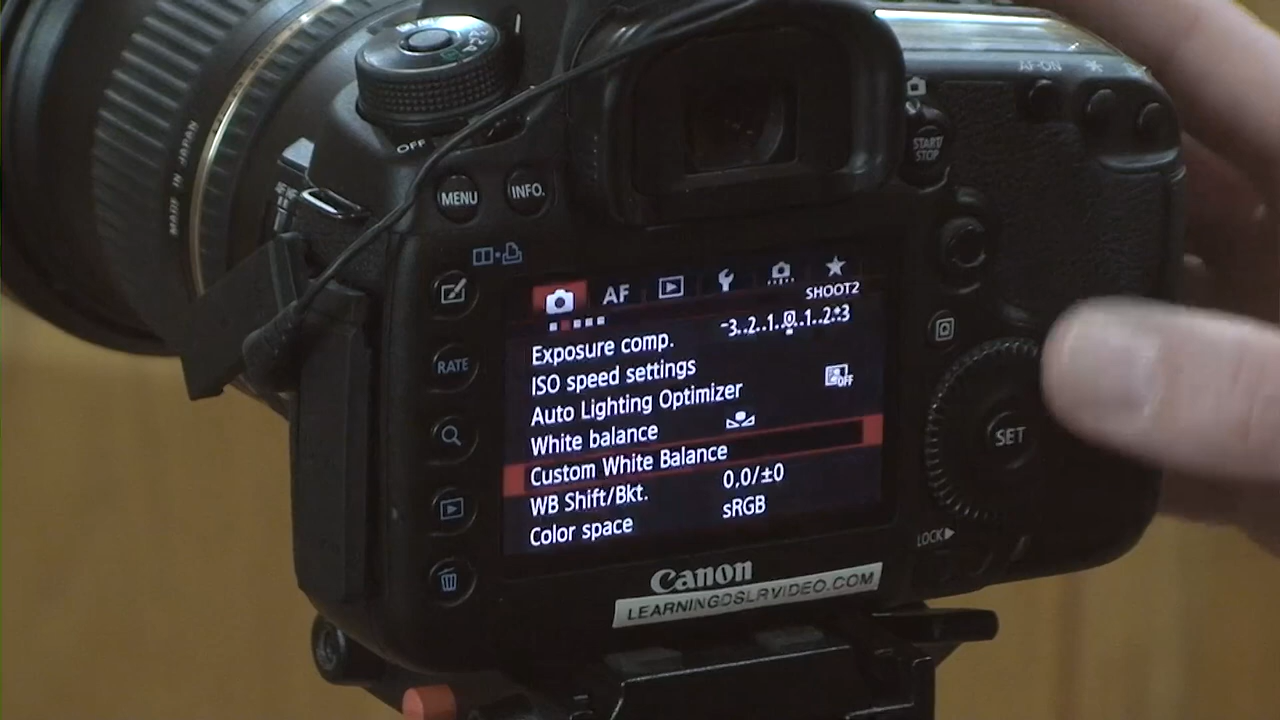 MADE IN JAPAN
OFF
AF-ON
START/
STOP
MENU
INFO.
AF
SHOOT2
Exposure comp. -3..2..1..0..1..2..+3
ISO speed settings
Auto Lighting Optimizer OFF
White balance
Custom White Balance
WB Shift/Bkt. 0,0/±0
Color space sRGB
RATE
Q
SET
LOCK▶
Canon
LEARNINGDSLRVIDEO.COM